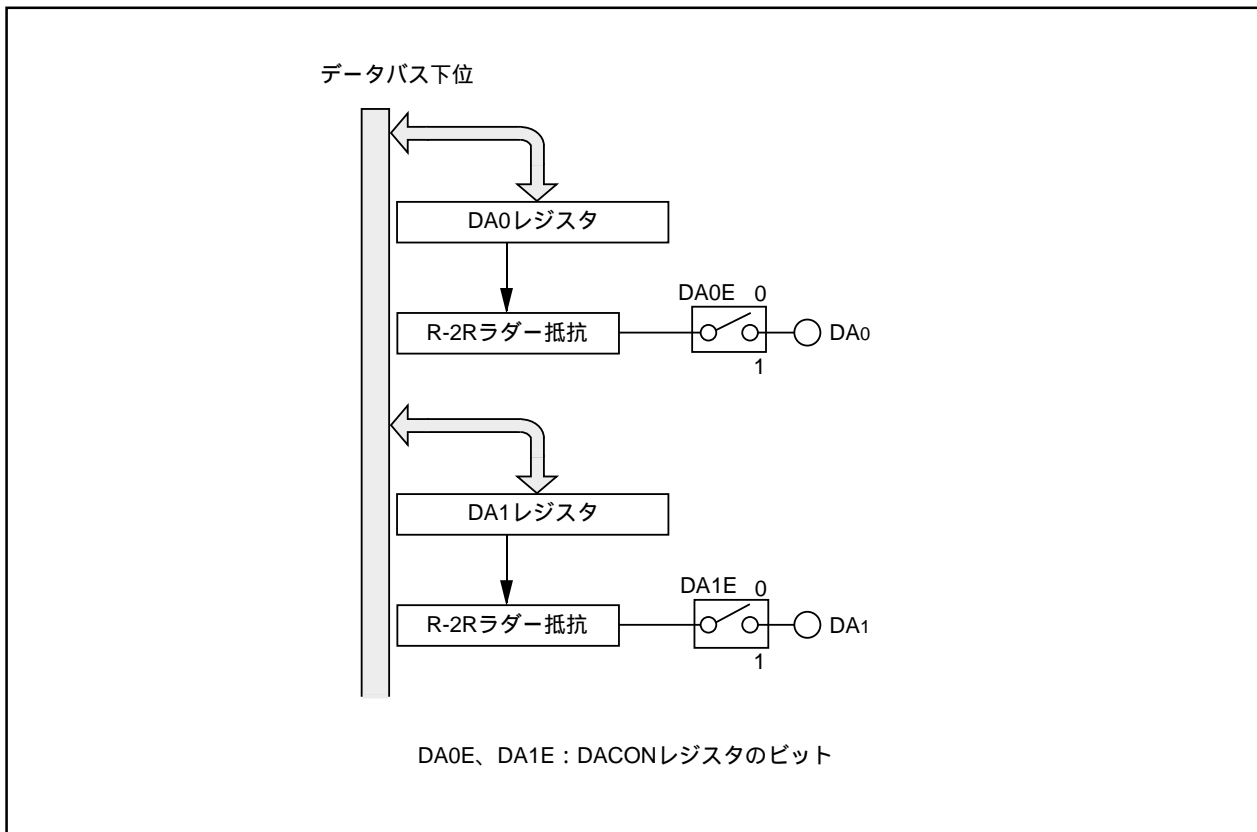 データバス下位
DA0レジスタ
DA0E 0
R-2Rラダー抵抗
DA0
1
DA1レジスタ
DA1E 0
R-2Rラダー抵抗
DA1
1
DA0E、DA1E：DACONレジスタのビット